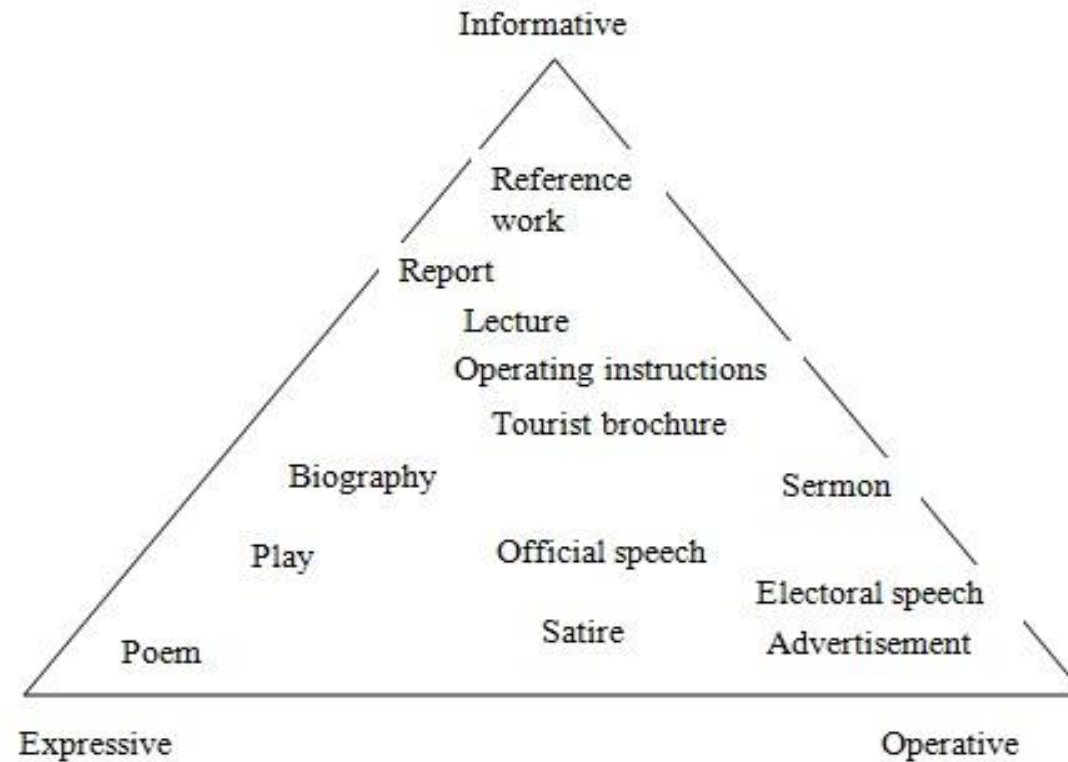 Informative
Reference
work
Report
Lecture
Operating instructions
Tourist brochure
Biography
Sermon
Play
Official speech
Electoral speech
Satire
Advertisement
Poem
Expressive
Operative